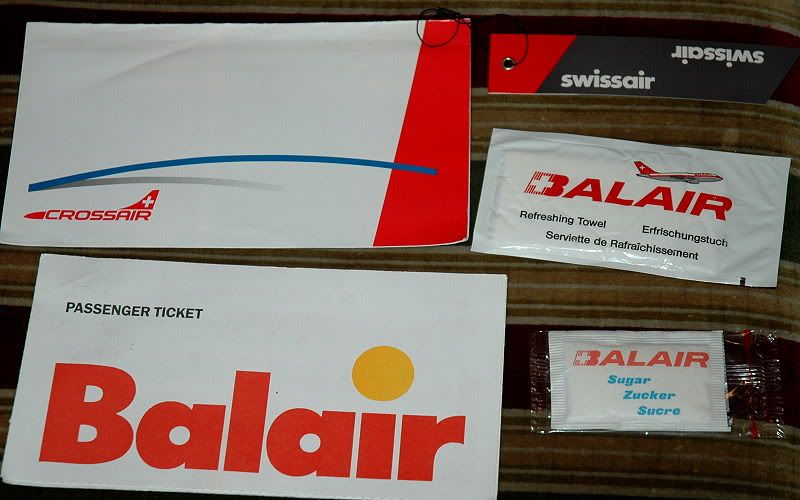 CROSSAIR
swissair
swissair
BALAIR
Refreshing Towel Erfrischungstuch
Serviette de Rafraîchissement
PASSENGER TICKET
Balair
BALAIR
Sugar
Zucker
Sucre